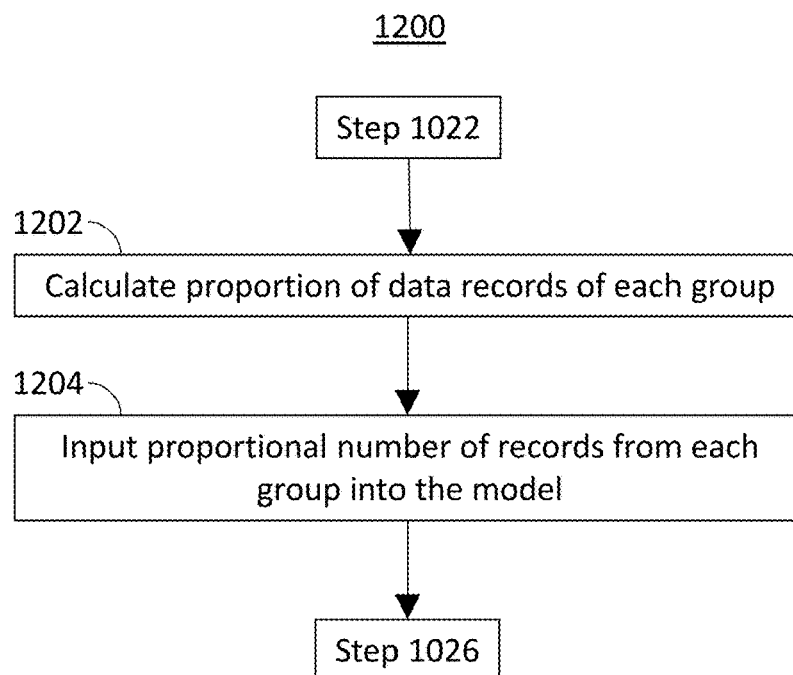 1200
Step 1022
1202
Calculate proportion of data records of each group
1204
Input proportional number of records from each
group into the model
Step 1026